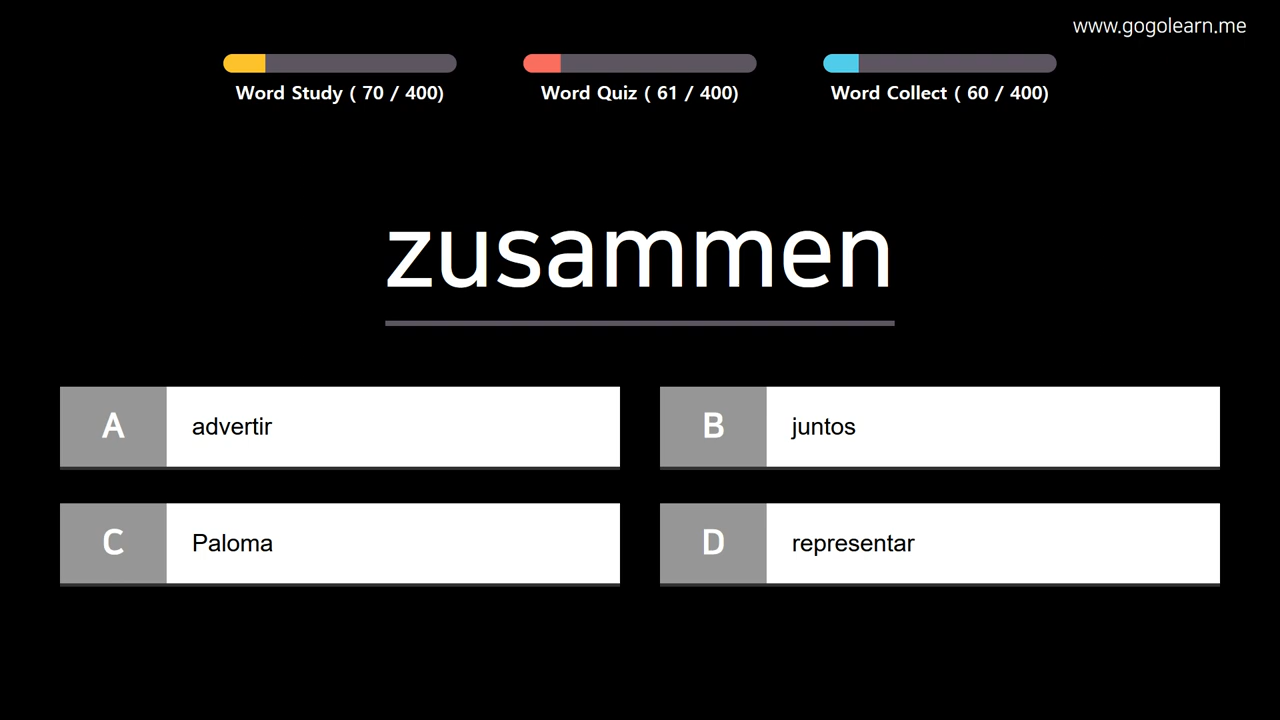 www.gogolearn.me
Word Study ( 70 / 400)
Word Quiz ( 61 / 400)
Word Collect ( 60 / 400)
zusammen
A advertir
B juntos
C Paloma
D representar